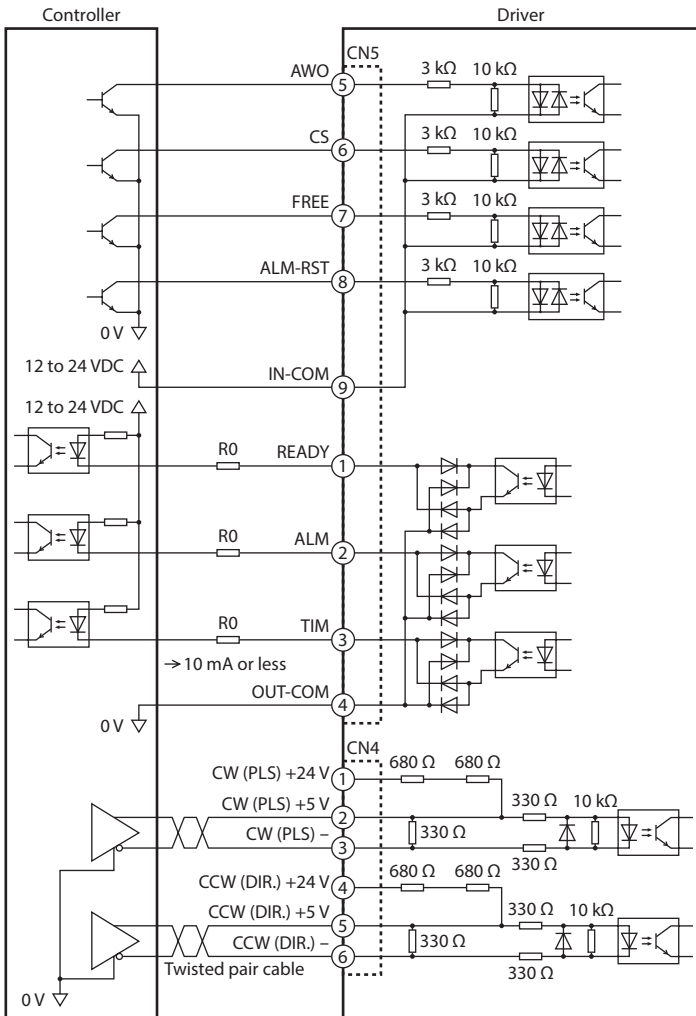 Controller
Driver
CN5
AWO
5
3 kΩ
10 kΩ
CS
6
3 kΩ
10 kΩ
FREE
7
3 kΩ
10 kΩ
ALM-RST
8
3 kΩ
10 kΩ
0 V
12 to 24 VDC
IN-COM
9
12 to 24 VDC
R0
READY
1
R0
ALM
2
R0
TIM
3
→ 10 mA or less
OUT-COM
4
0 V
CN4
CW (PLS) +24 V
1
680 Ω
680 Ω
CW (PLS) +5 V
2
330 Ω
10 kΩ
CW (PLS) –
3
330 Ω
330 Ω
CCW (DIR.) +24 V
4
680 Ω
680 Ω
CCW (DIR.) +5 V
5
330 Ω
10 kΩ
CCW (DIR.) –
6
330 Ω
330 Ω
Twisted pair cable
0 V